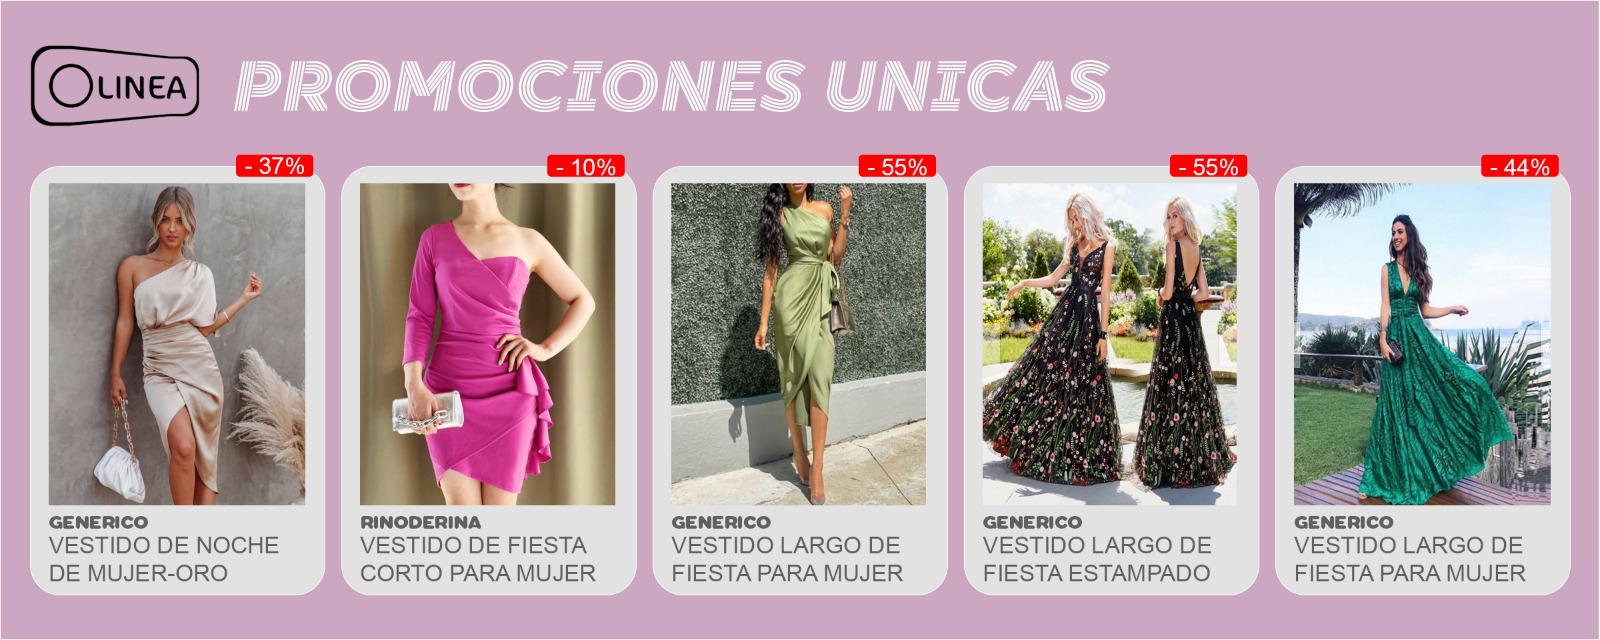 OLINEA
PROMOCIONES UNICAS
- 37%
- 10%
- 55%
- 55%
- 44%
GENERICO
VESTIDO DE NOCHE
DE MUJER-ORO
RINODERINA
VESTIDO DE FIESTA
CORTO PARA MUJER
GENERICO
VESTIDO LARGO DE
FIESTA PARA MUJER
GENERICO
VESTIDO LARGO DE
FIESTA ESTAMPADO
GENERICO
VESTIDO LARGO DE
FIESTA PARA MUJER